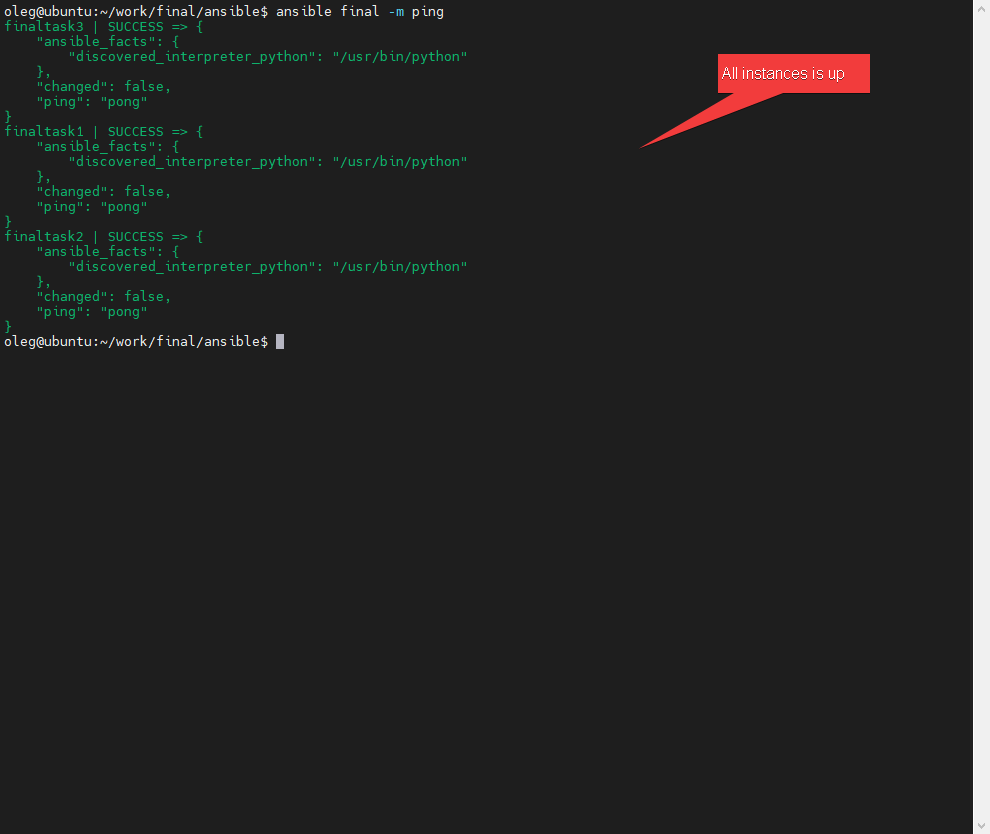 oleg@ubuntu:~/work/final/ansible$ ansible final -m ping
finaltask3 | SUCCESS => {
    "ansible_facts": {
        "discovered_interpreter_python": "/usr/bin/python"
    },
    "changed": false,
    "ping": "pong"
}
finaltask1 | SUCCESS => {
    "ansible_facts": {
        "discovered_interpreter_python": "/usr/bin/python"
    },
    "changed": false,
    "ping": "pong"
}
finaltask2 | SUCCESS => {
    "ansible_facts": {
        "discovered_interpreter_python": "/usr/bin/python"
    },
    "changed": false,
    "ping": "pong"
}
oleg@ubuntu:~/work/final/ansible$
All instances is up